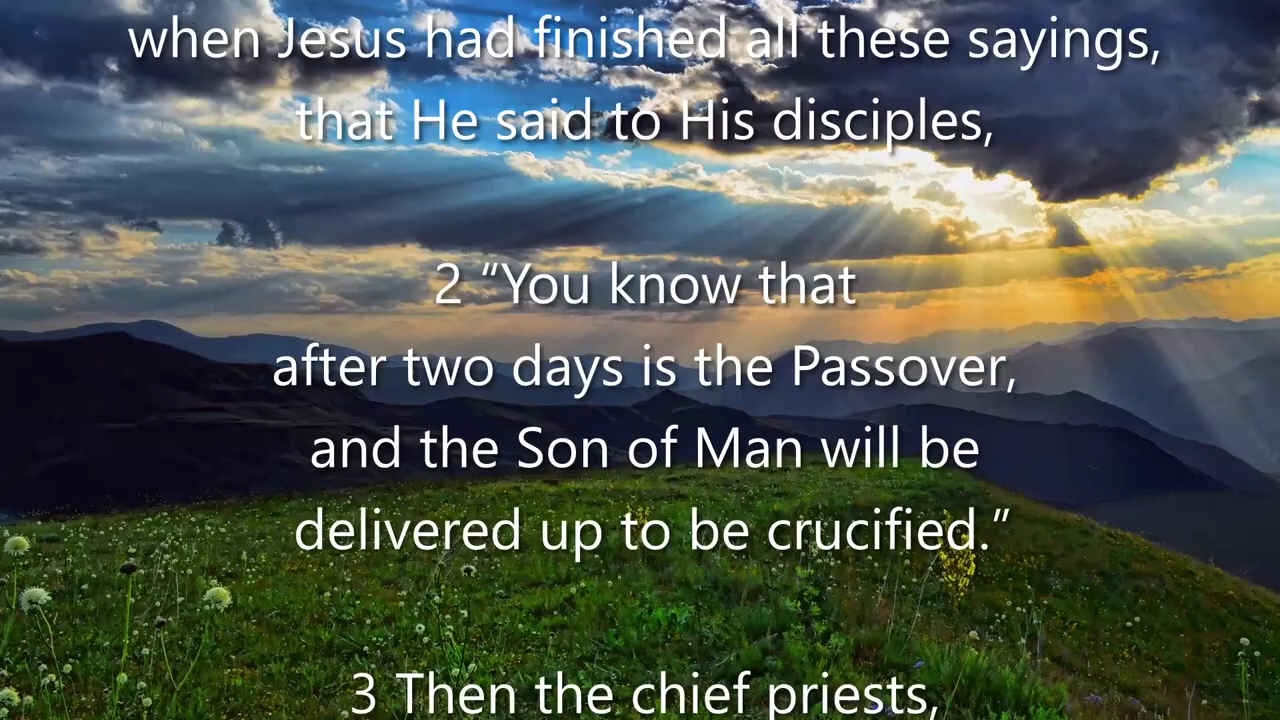 when Jesus had finished all these sayings,
that He said to His disciples,
2 “You know that
after two days is the Passover,
and the Son of Man will be
delivered up to be crucified.”
3 Then the chief priests,